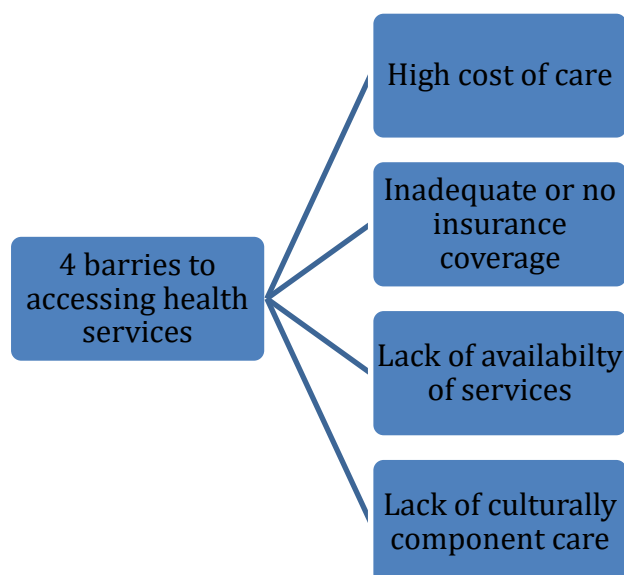 High cost of care
Inadequate or no
insurance
coverage
4 barries to
accessing health
services
Lack of availabilty
of services
Lack of culturally
component care